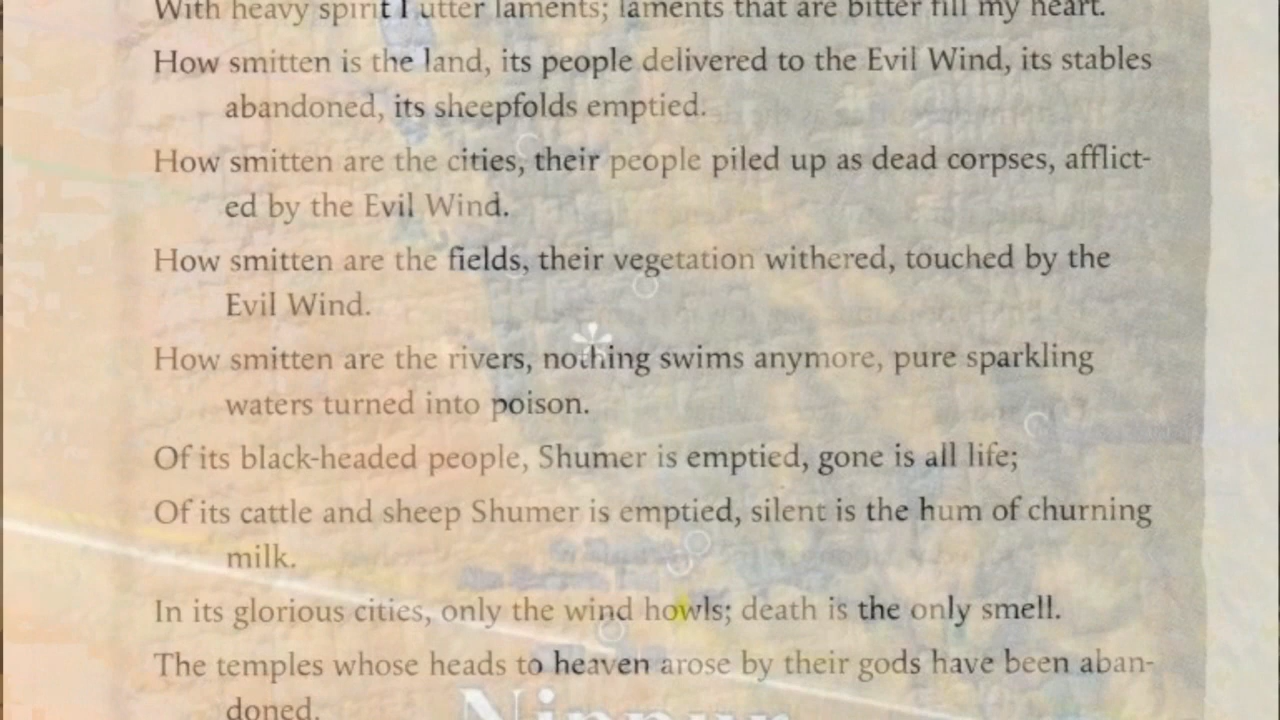 With heavy spirit I utter laments; laments that are bitter fill my heart.
How smitten is the land, its people delivered to the Evil Wind, its stables
abandoned, its sheepfolds emptied.
How smitten are the cities, their people piled up as dead corpses, afflict-
ed by the Evil Wind.
How smitten are the fields, their vegetation withered, touched by the
Evil Wind.
How smitten are the rivers, nothing swims anymore, pure sparkling
waters turned into poison.
Of its black-headed people, Shumer is emptied, gone is all life;
Of its cattle and sheep Shumer is emptied, silent is the hum of churning
milk.
In its glorious cities, only the wind howls; death is the only smell.
The temples whose heads to heaven arose by their gods have been aban-
doned.
Nippur